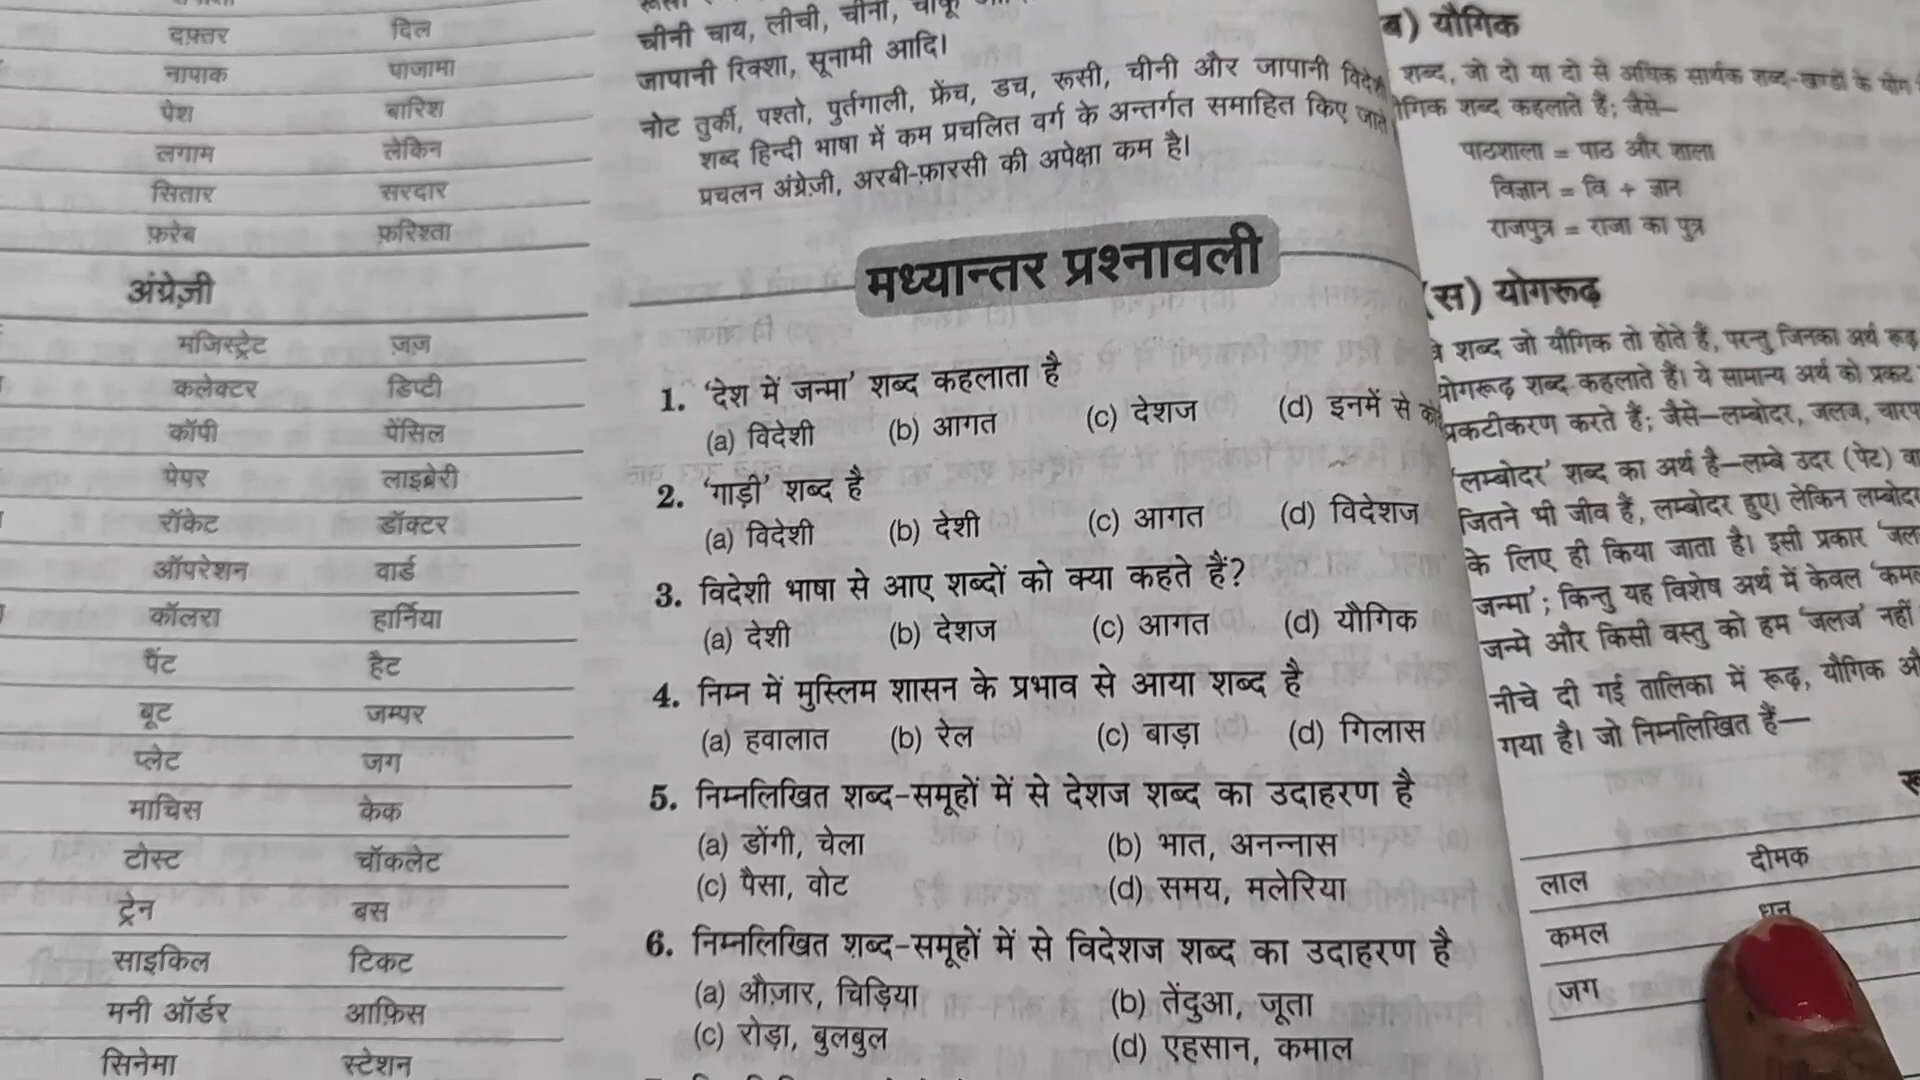 दफ़्तर दिल
नापाक पाजामा
पेश बारिश
लगाम लेकिन
सितार सरदार
फ़रेब फ़रिश्ता
अंग्रेज़ी
मजिस्ट्रेट जज
कलेक्टर डिप्टी
कॉपी पेंसिल
पेपर लाइब्रेरी
रॉकेट डॉक्टर
ऑपरेशन वार्ड
कॉलरा हार्निया
पैंट हैट
बूट जम्पर
प्लेट जग
माचिस केक
टोस्ट चॉकलेट
ट्रेन बस
साइकिल टिकट
मनी ऑर्डर आफ़िस
सिनेमा स्टेशन
चीनी चाय, लीची, चीनी, चाकू
जापानी रिक्शा, सूनामी आदि।
नोट तुर्की, पश्तो, पुर्तगाली, फ्रेंच, डच, रूसी, चीनी और जापानी
शब्द हिन्दी भाषा में कम प्रचलित वर्ग के अन्तर्गत समाहित किए जाते
प्रचलन अंग्रेज़ी, अरबी-फ़ारसी की अपेक्षा कम है।
मध्यान्तर प्रश्नावली
1. ‘देश में जन्मा’ शब्द कहलाता है
(a) विदेशी (b) आगत (c) देशज (d) इनमें से
2. ‘गाड़ी’ शब्द है
(a) विदेशी (b) देशी (c) आगत (d) विदेशज
3. विदेशी भाषा से आए शब्दों को क्या कहते हैं?
(a) देशी (b) देशज (c) आगत (d) यौगिक
4. निम्न में मुस्लिम शासन के प्रभाव से आया शब्द है
(a) हवालात (b) रेल (c) बाड़ा (d) गिलास
5. निम्नलिखित शब्द-समूहों में से देशज शब्द का उदाहरण है
(a) डोंगी, चेला (b) भात, अनन्नास
(c) पैसा, वोट (d) समय, मलेरिया
6. निम्नलिखित शब्द-समूहों में से विदेशज शब्द का उदाहरण है
(a) औज़ार, चिड़िया (b) तेंदुआ, जूता
(c) रोड़ा, बुलबुल (d) एहसान, कमाल
ब) यौगिक
शब्द, जो दो या दो से अधिक सार्थक शब्द-खण्डों के योग
शब्द कहलाते हैं; जैसे—
पाठशाला = पाठ और शाला
विज्ञान = वि + ज्ञान
राजपुत्र = राजा का पुत्र
(स) योगरूढ़
शब्द जो यौगिक तो होते हैं, परन्तु जिनका अर्थ रूढ़
योगरूढ़ शब्द कहलाते हैं। ये सामान्य अर्थ को प्रकट
प्रकटीकरण करते हैं; जैसे—लम्बोदर, जलज,
‘लम्बोदर’ शब्द का अर्थ है—लम्बे उदर (पेट)
जितने भी जीव हैं, लम्बोदर हुए। लेकिन लम्बोदर
के लिए ही किया जाता है। इसी प्रकार
जन्मा’; किन्तु यह विशेष अर्थ में केवल
जन्मे और किसी वस्तु को हम ‘जलज’ नहीं
नीचे दी गई तालिका में रूढ़, यौगिक
गया है। जो निम्नलिखित हैं—
लाल दीमक
कमल धन
जग